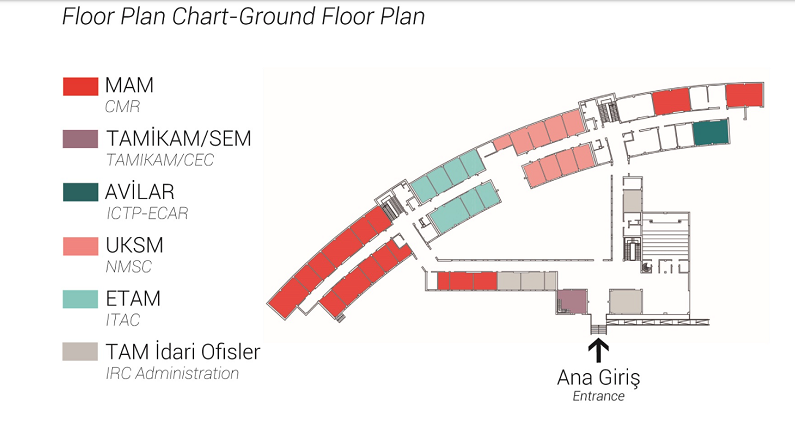 Floor Plan Chart-Ground Floor Plan
MAM
CMR
TAMİKAM/SEM
TAMIKAM/CEC
AVİLAR
ICTP-ECAR
UKSM
NMSC
ETAM
ITAC
TAM İdari Ofisler
IRC Administration
Ana Giriş
Entrance